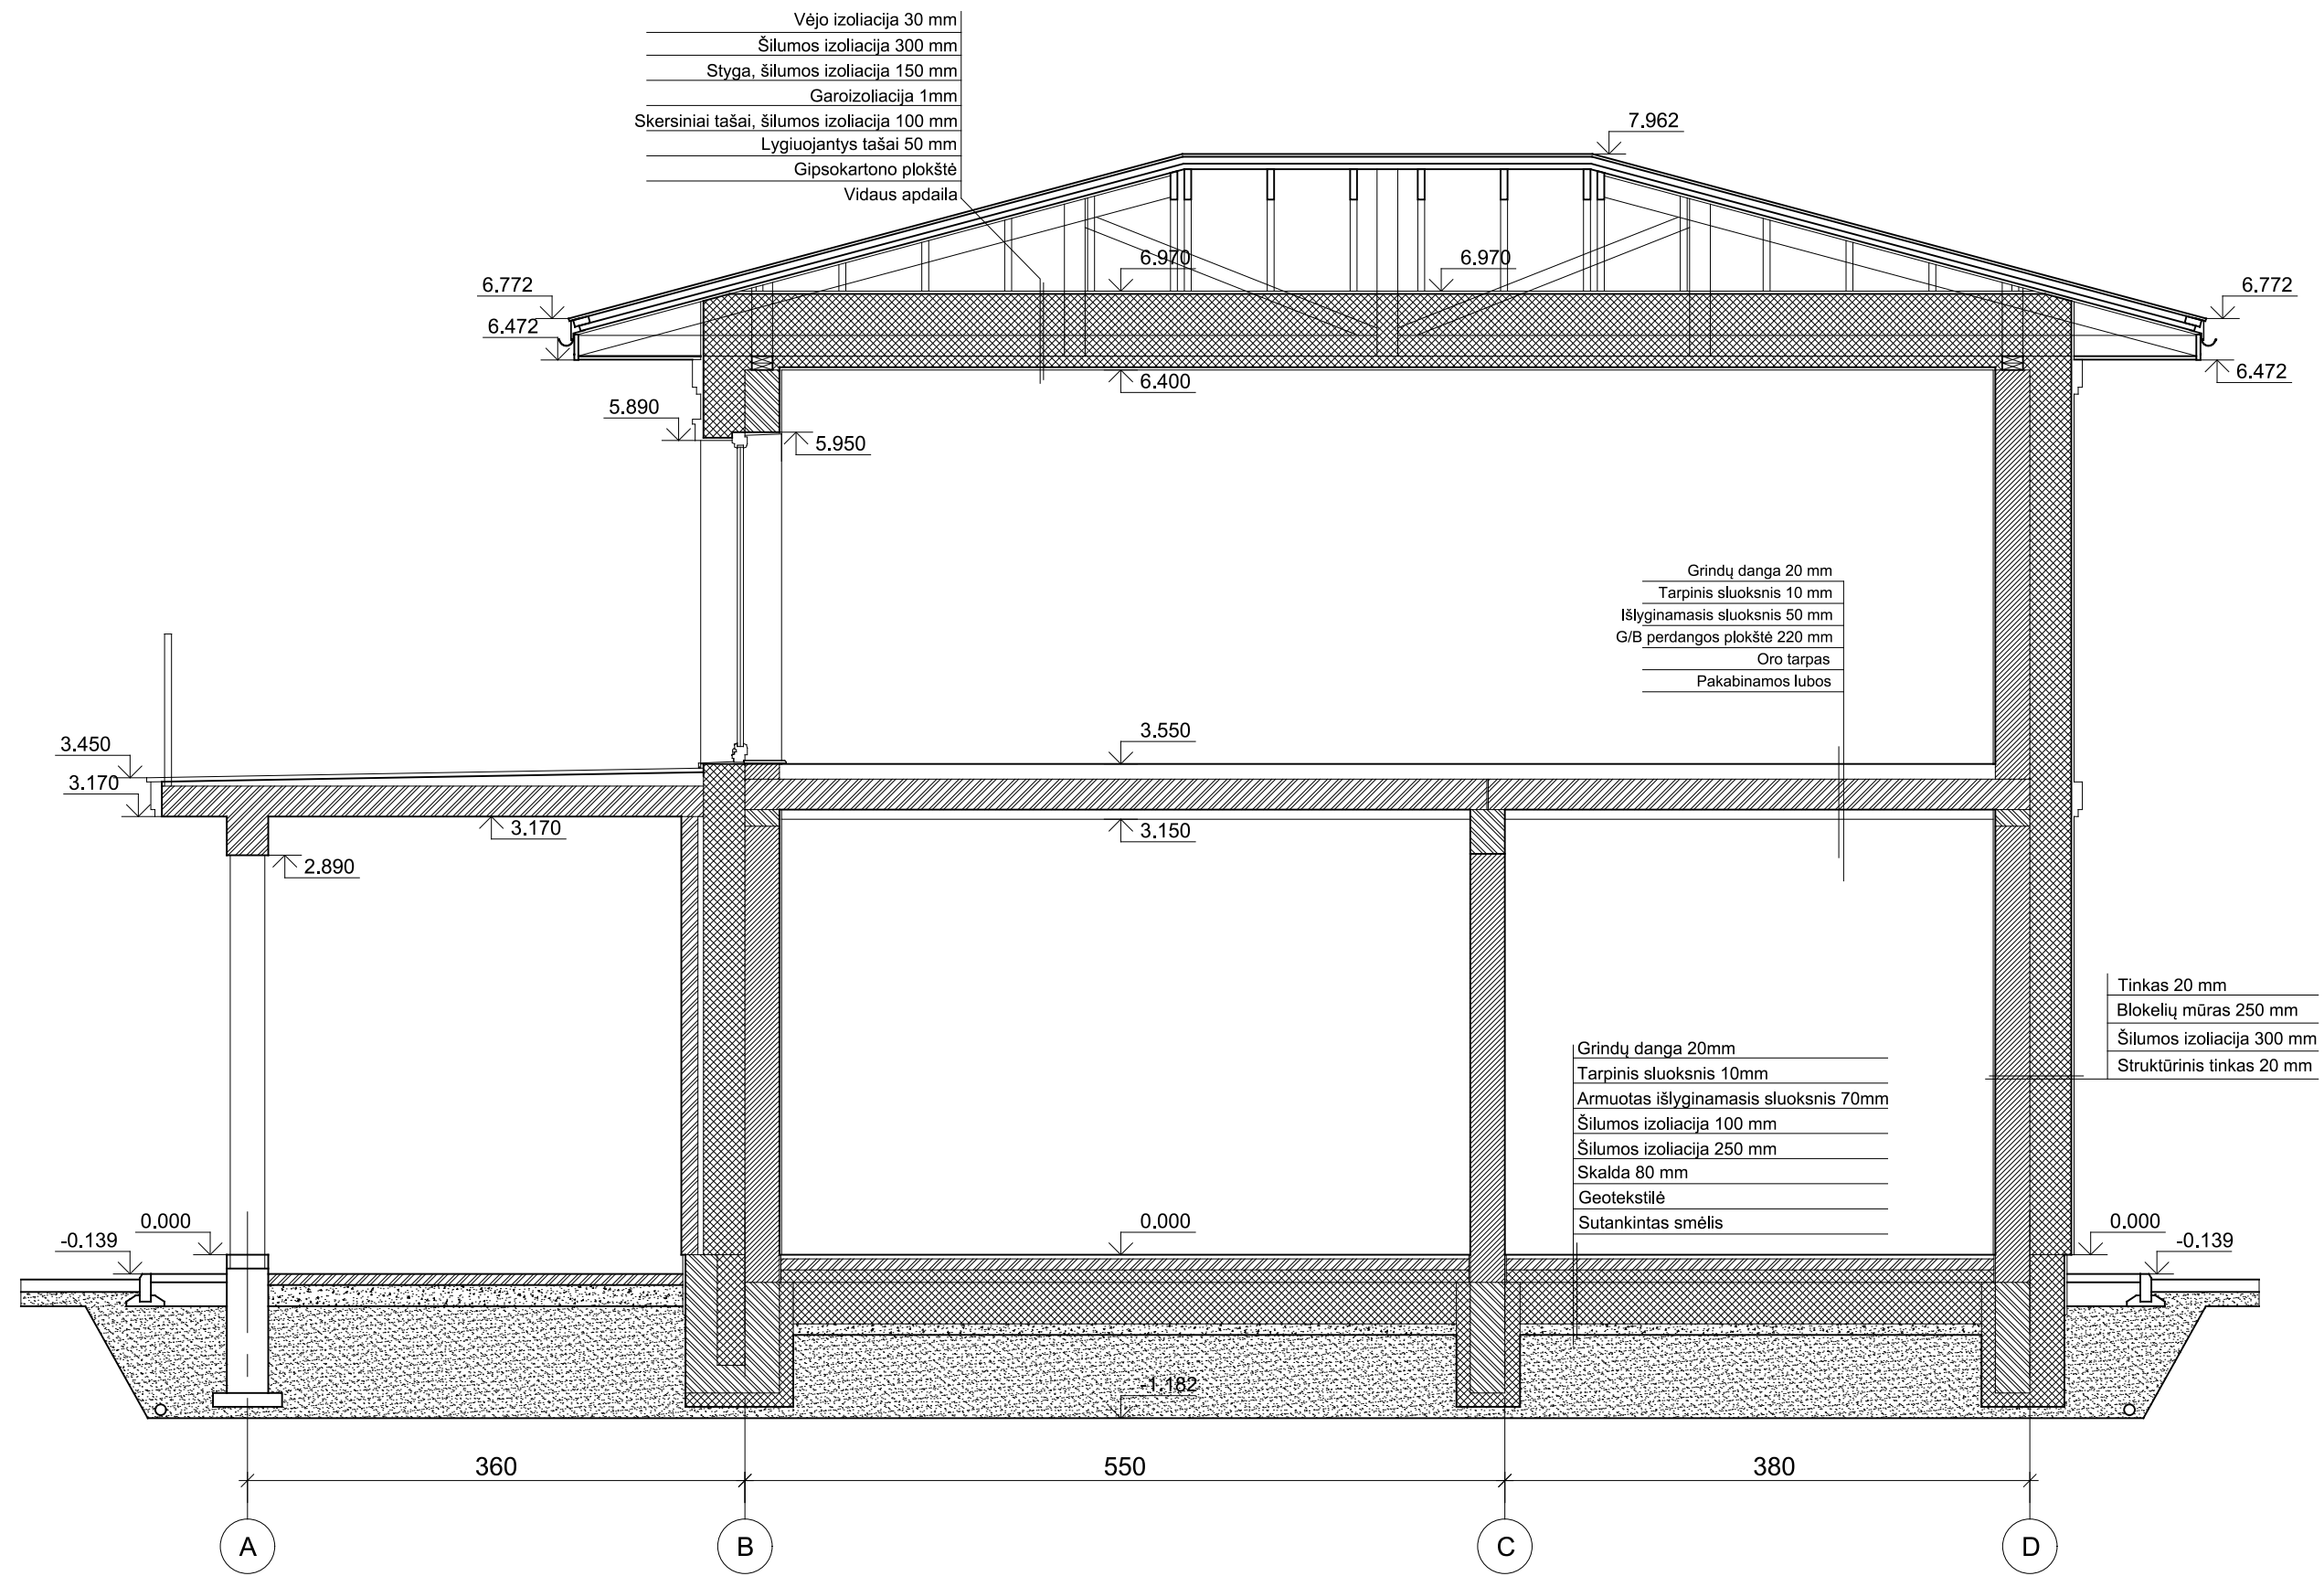 Vėjo izoliacija 30 mm
Šilumos izoliacija 300 mm
Styga, šilumos izoliacija 150 mm
Garoizoliacija 1mm
Skersiniai tašai, šilumos izoliacija 100 mm
Lygiuojantys tašai 50 mm
Gipsokartono plokštė
Vidaus apdaila
7.962
6.970
6.970
6.772
6.772
6.472
6.472
6.400
5.890
5.950
Grindų danga 20 mm
Tarpinis sluoksnis 10 mm
Išlyginamasis sluoksnis 50 mm
G/B perdangos plokštė 220 mm
Oro tarpas
Pakabinamos lubos
3.550
3.450
3.170
3.170
3.150
2.890
Tinkas 20 mm
Blokelių mūras 250 mm
Šilumos izoliacija 300 mm
Struktūrinis tinkas 20 mm
Grindų danga 20mm
Tarpinis sluoksnis 10mm
Armuotas išlyginamasis sluoksnis 70mm
Šilumos izoliacija 100 mm
Šilumos izoliacija 250 mm
Skalda 80 mm
Geotekstilė
Sutankintas smėlis
0.000
0.000
0.000
-0.139
-0.139
-1.182
360
550
380
A
B
C
D